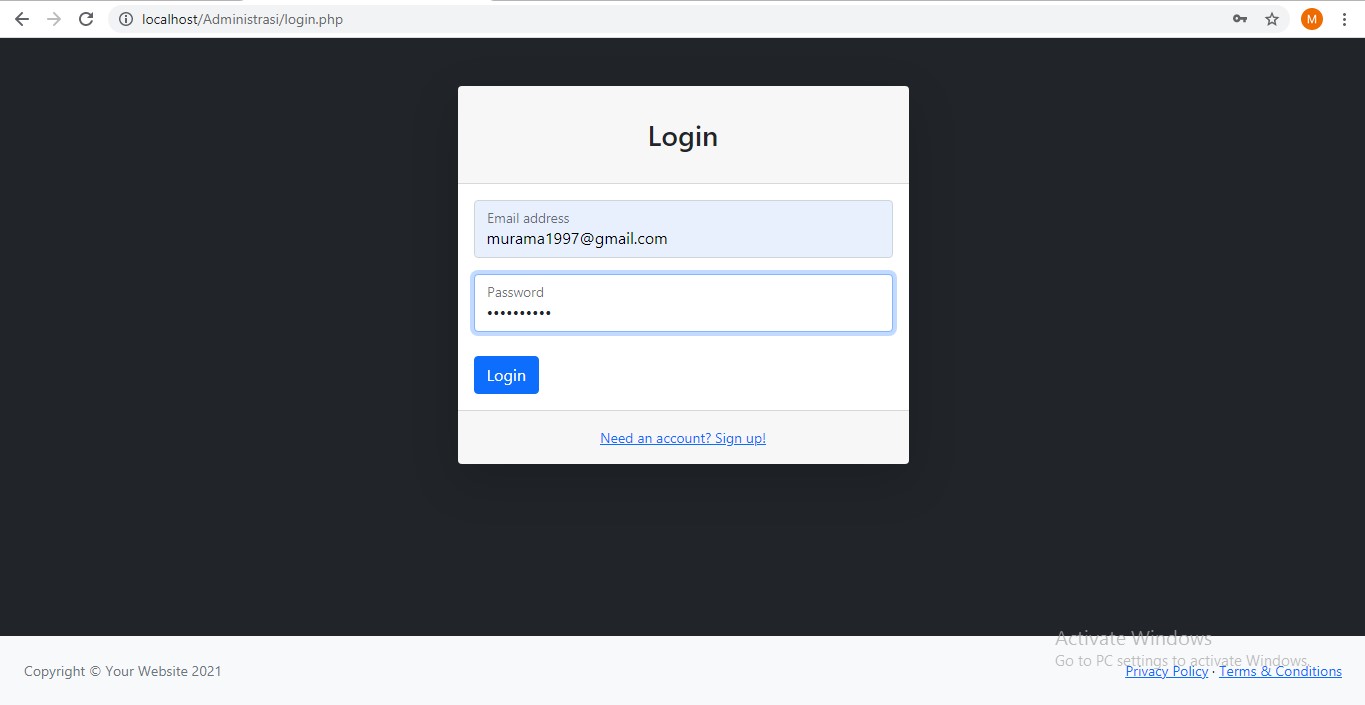 localhost/Administrasi/login.php
M
Login
Email address
murama1997@gmail.com
Password
••••••••••
Login
Need an account? Sign up!
Activate Windows
Go to PC settings to activate Windows.
Copyright © Your Website 2021
Privacy Policy · Terms & Conditions